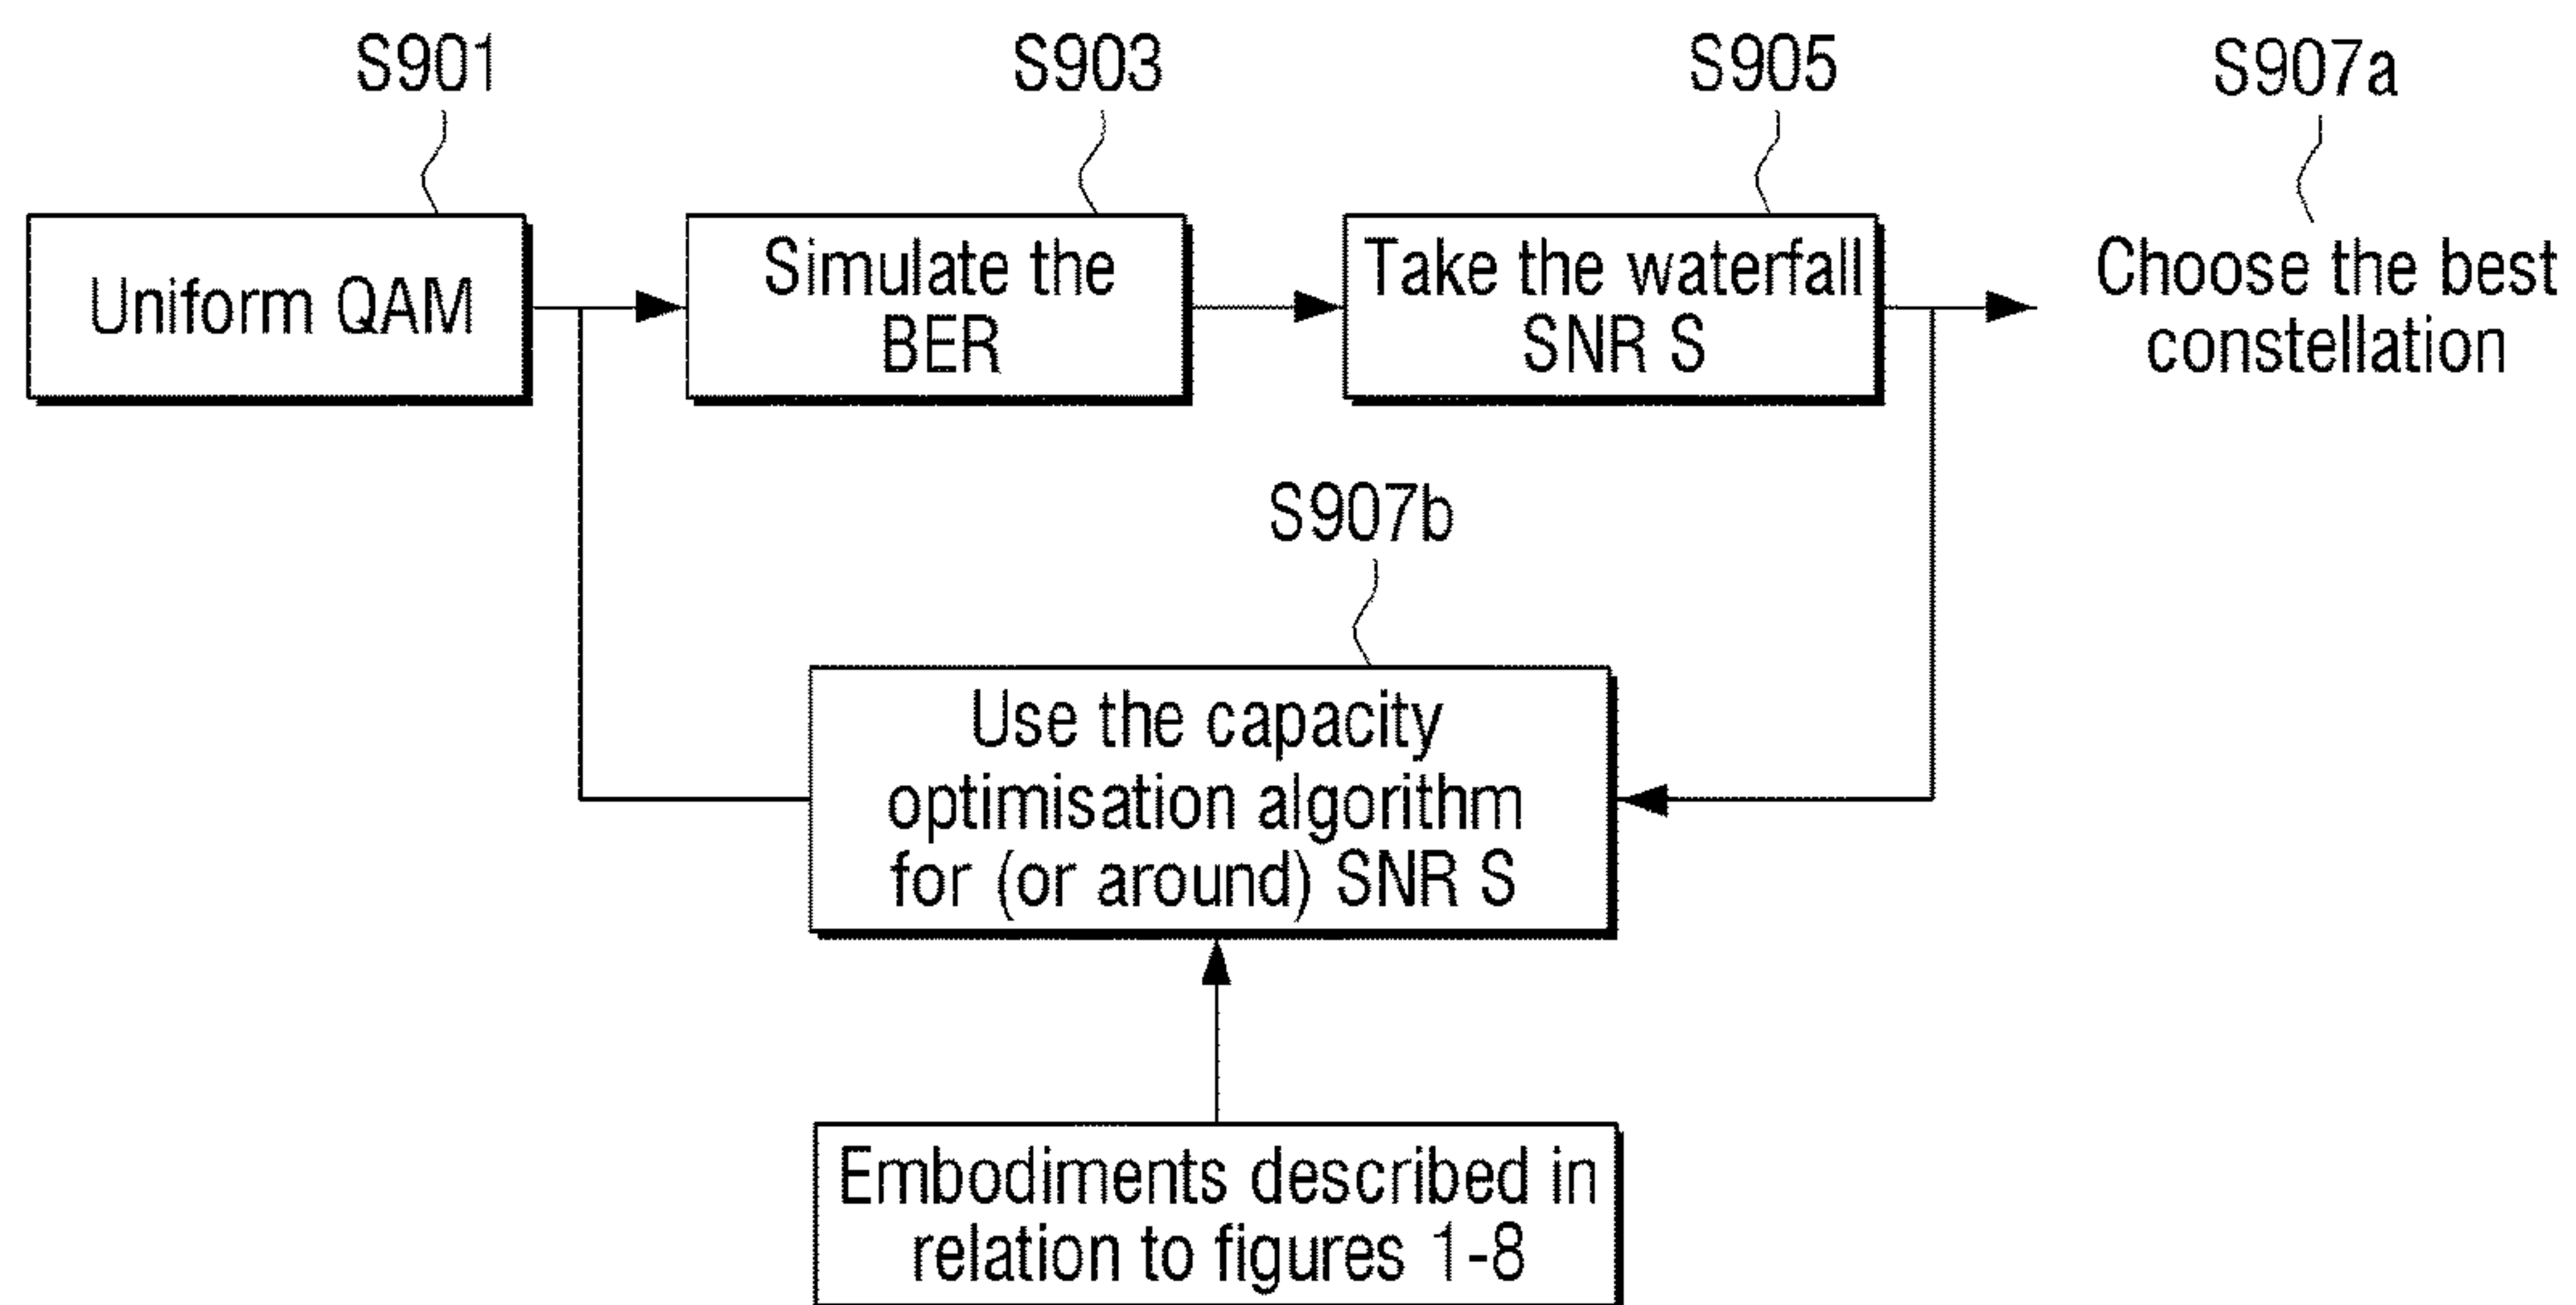 S901
S903
S905
S907a
Uniform QAM
Simulate the
BER
Take the waterfall
SNR S
Choose the best
constellation
S907b
Use the capacity
optimisation algorithm
for (or around) SNR S
Embodiments described in
relation to figures 1-8